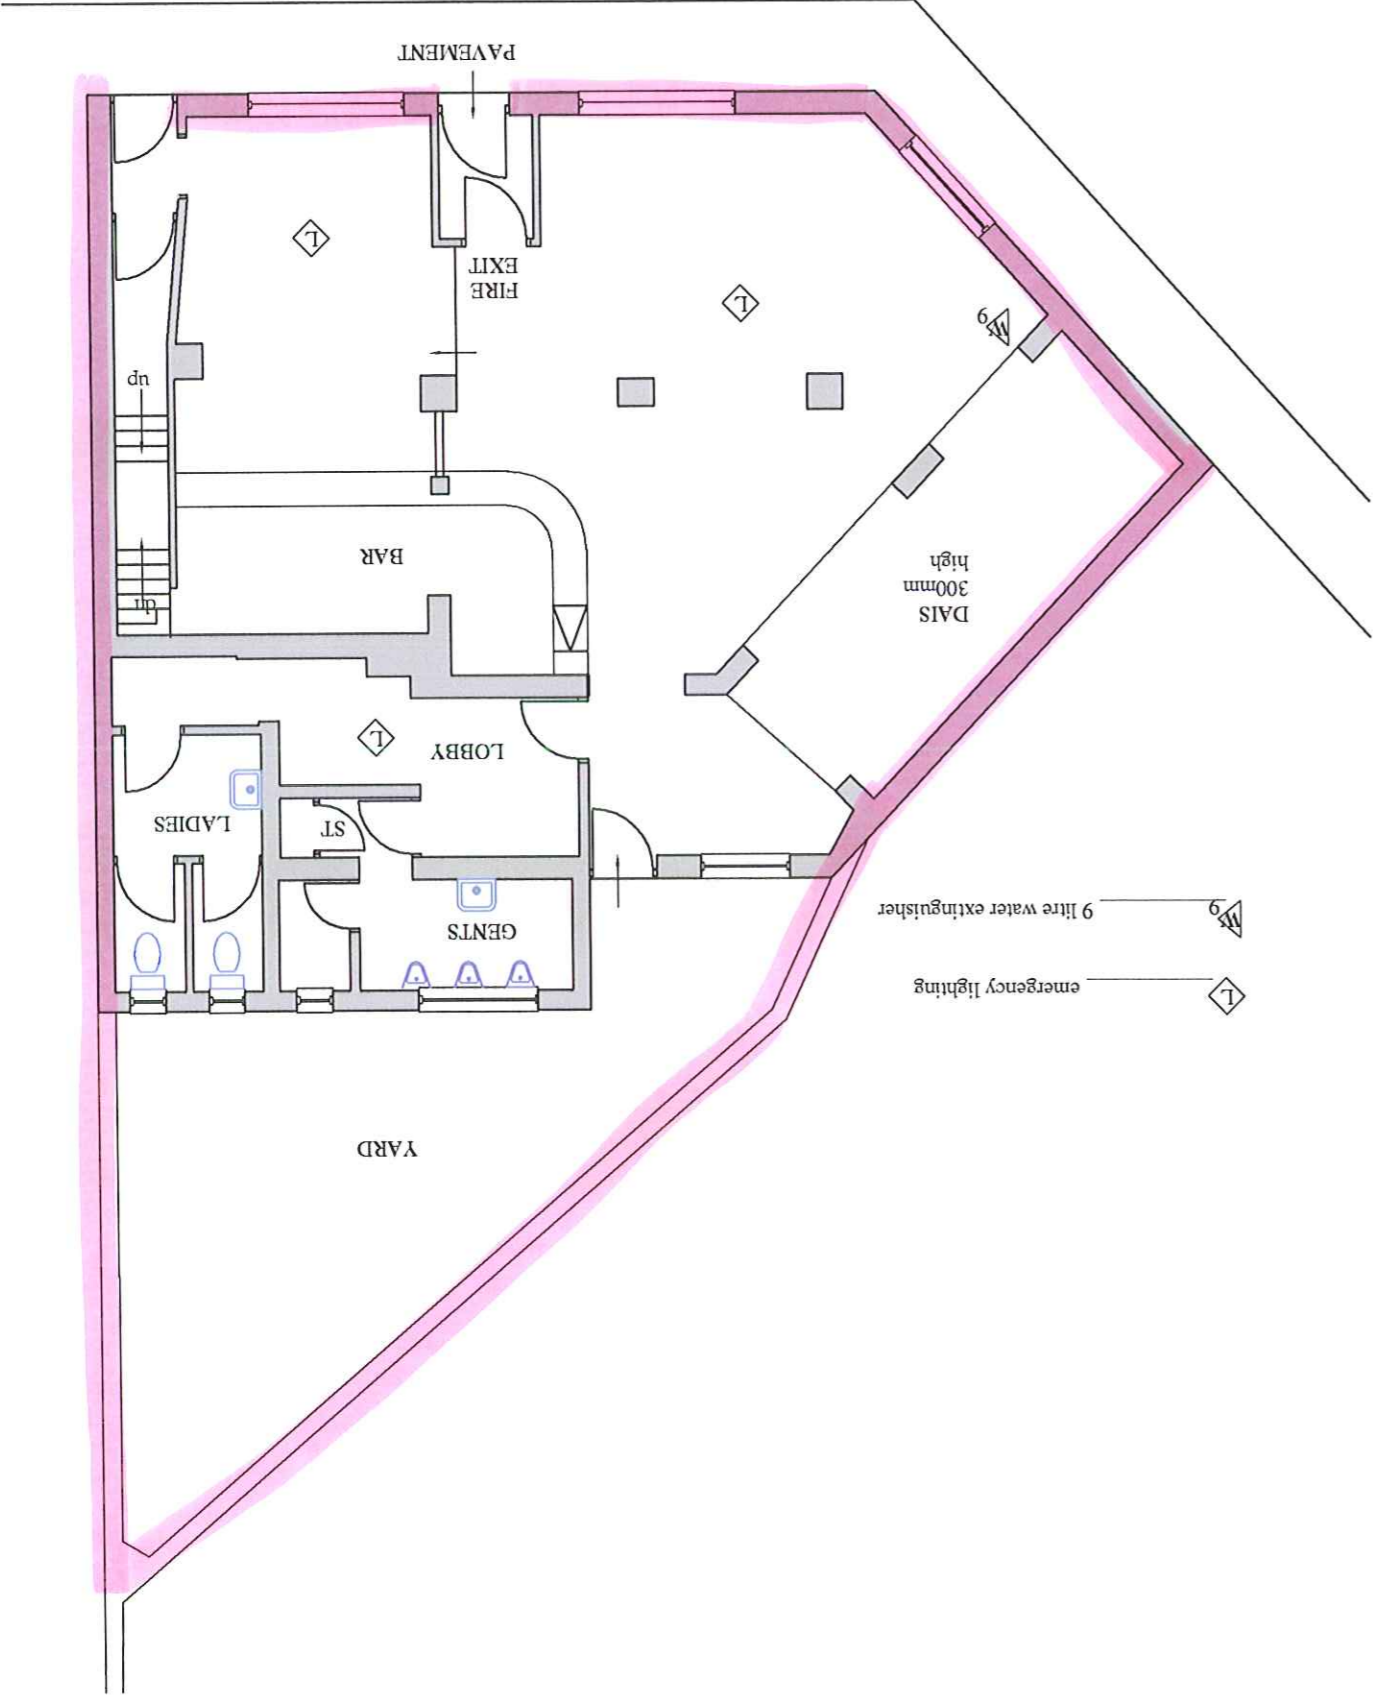 YARD
L emergency lighting
W 9 9 litre water extinguisher
GENTS
ST
LADIES
LOBBY
L
DAIS
300mm
high
up
BAR
up
W 9
L
FIRE
EXIT
L
PAVEMENT